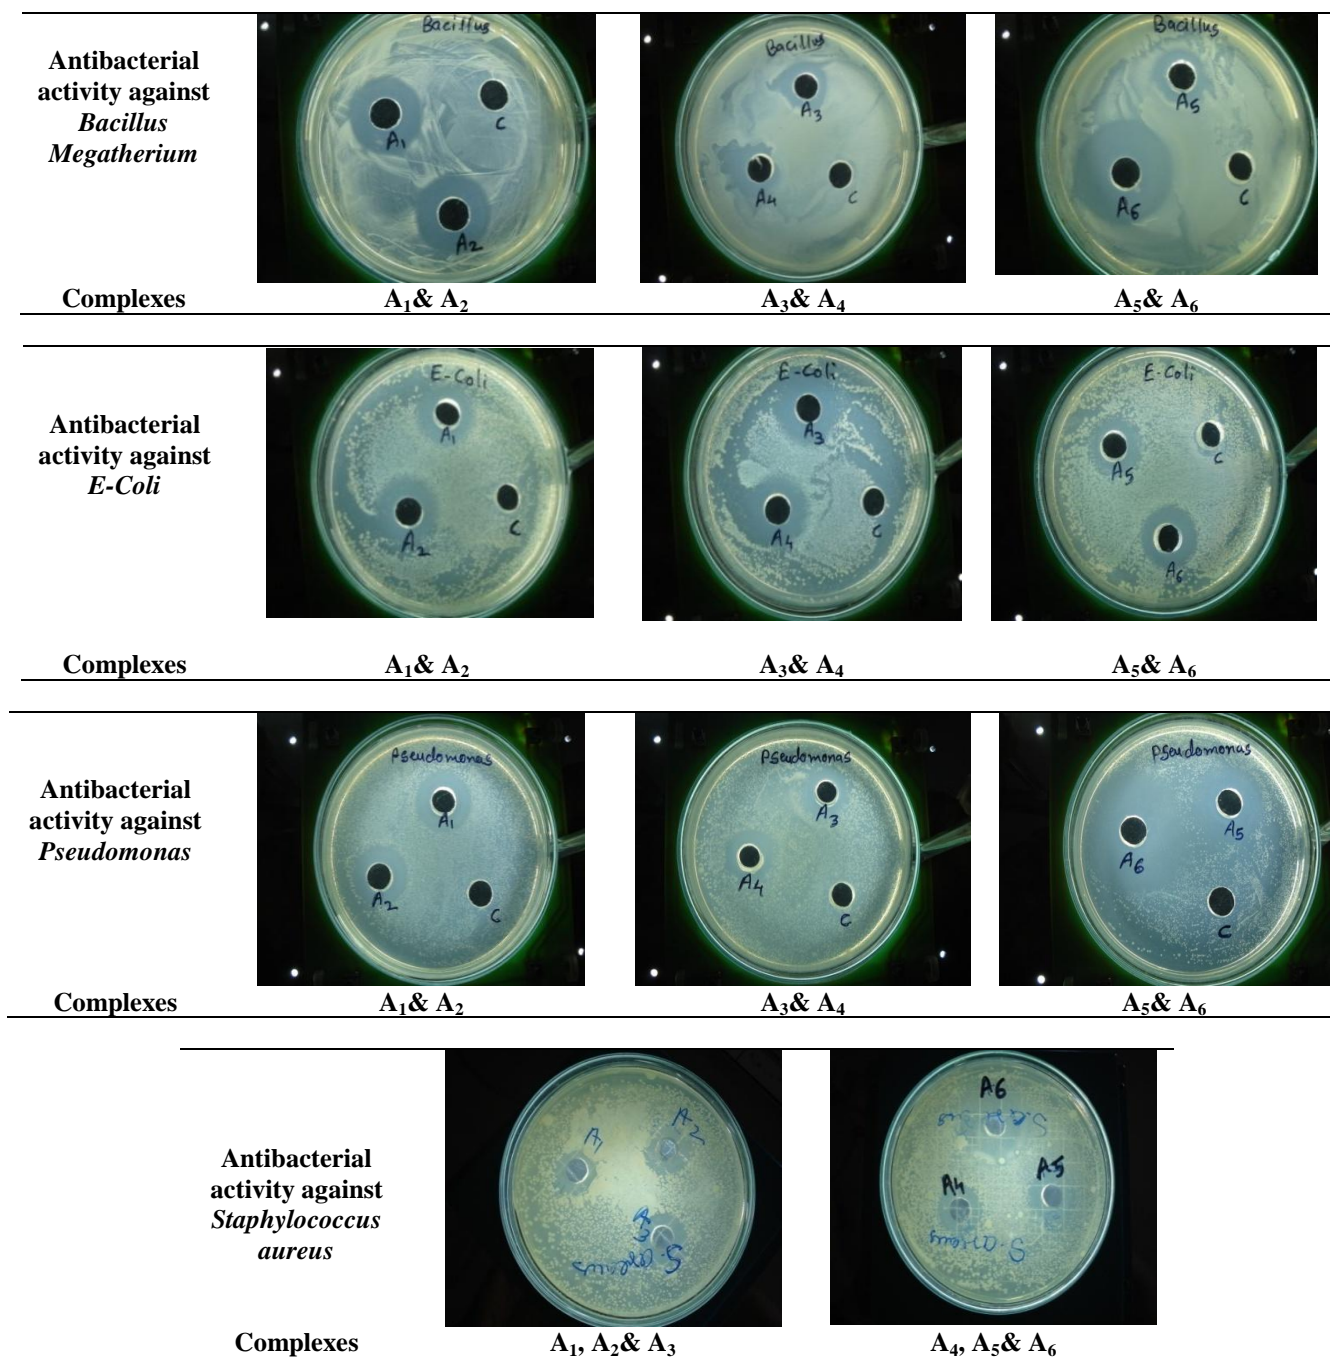 Antibacterial
activity against
Bacillus
Megatherium
Bacillus
A1
C
A2
Bacillus
A3
A4
C
Bacillus
A5
A6
C
Complexes
A1& A2
A3& A4
A5& A6
Antibacterial
activity against
E-Coli
E-Coli
A1
A2
C
E-Coli
A3
A4
C
E-Coli
A5
C
A6
Complexes
A1& A2
A3& A4
A5& A6
Antibacterial
activity against
Pseudomonas
Pseudomonas
A1
A2
C
Pseudomonas
A3
A4
C
Pseudomonas
A5
A6
C
Complexes
A1& A2
A3& A4
A5& A6
Antibacterial
activity against
Staphylococcus
aureus
A1
A2
A3
A6
A5
A4
Complexes
A1, A2& A3
A4, A5& A6